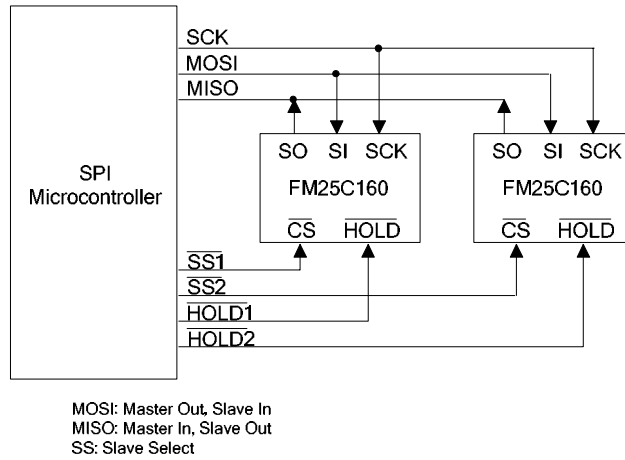 SCK
MOSI
MISO
SO SI SCK
FM25C160
CS HOLD
SO SI SCK
FM25C160
CS HOLD
SPI
Microcontroller
SS1
SS2
HOLD1
HOLD2
MOSI: Master Out, Slave In
MISO: Master In, Slave Out
SS: Slave Select